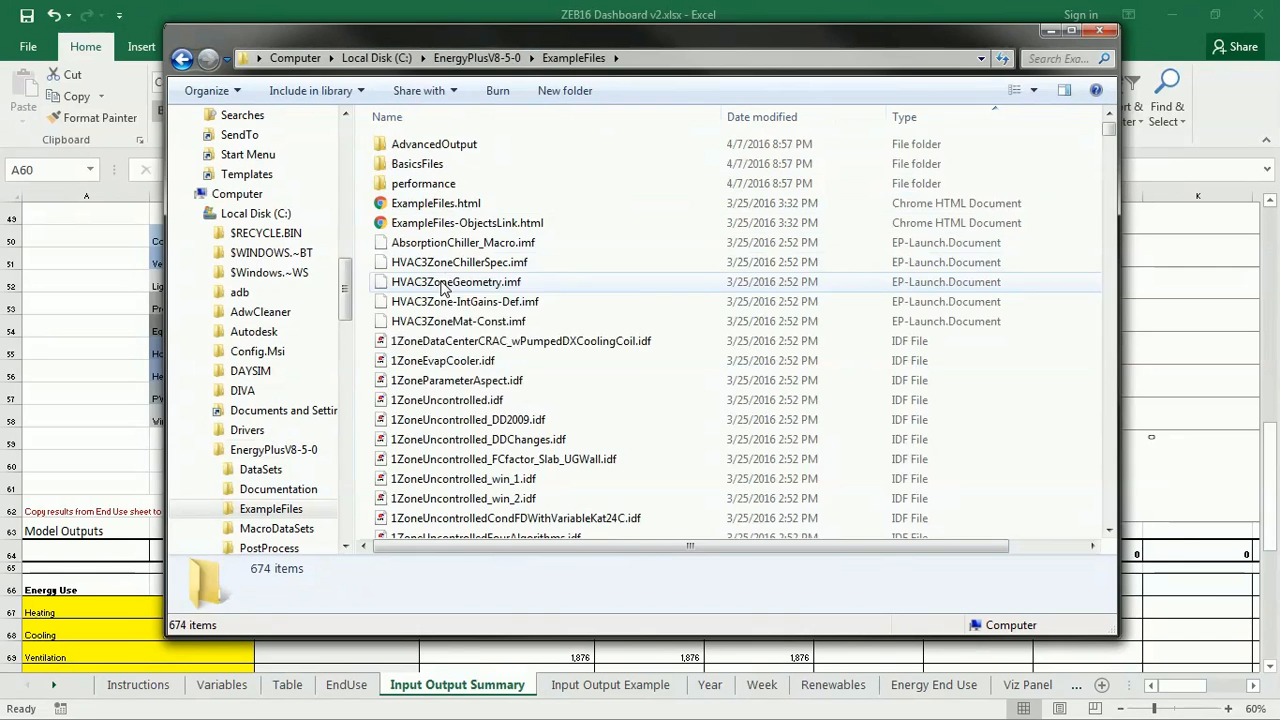 ZEB16 Dashboard v2.xlsx - Excel
Sign in
File
Home
Insert
Share
Cut
Copy
Format Painter
Paste
Clipboard
Find &
Select
A60
Computer
Local Disk (C:)
EnergyPlusV8-5-0
ExampleFiles
Search Exa...
Organize
Include in library
Share with
Burn
New folder
Searches
SendTo
Start Menu
Templates
Computer
Local Disk (C:)
$RECYCLE.BIN
$WINDOWS.~BT
$Windows.~WS
adb
AdwCleaner
Autodesk
Config.Msi
DAYSIM
DIVA
Documents and Settir
Drivers
EnergyPlusV8-5-0
DataSets
Documentation
ExampleFiles
MacroDataSets
PostProcess
Name Date modified Type
AdvancedOutput 4/7/2016 8:57 PM File folder
BasicsFiles 4/7/2016 8:57 PM File folder
performance 4/7/2016 8:57 PM File folder
ExampleFiles.html 3/25/2016 3:32 PM Chrome HTML Document
ExampleFiles-ObjectsLink.html 3/25/2016 3:32 PM Chrome HTML Document
AbsorptionChiller_Macro.imf 3/25/2016 2:52 PM EP-Launch.Document
HVAC3ZoneChillerSpec.imf 3/25/2016 2:52 PM EP-Launch.Document
HVAC3ZoneGeometry.imf 3/25/2016 2:52 PM EP-Launch.Document
HVAC3Zone-IntGains-Def.imf 3/25/2016 2:52 PM EP-Launch.Document
HVAC3ZoneMat-Const.imf 3/25/2016 2:52 PM EP-Launch.Document
1ZoneDataCenterCRAC_wPumpedDXCoolingCoil.idf 3/25/2016 2:52 PM IDF File
1ZoneEvapCooler.idf 3/25/2016 2:52 PM IDF File
1ZoneParameterAspect.idf 3/25/2016 2:52 PM IDF File
1ZoneUncontrolled.idf 3/25/2016 2:52 PM IDF File
1ZoneUncontrolled_DD2009.idf 3/25/2016 2:52 PM IDF File
1ZoneUncontrolled_DDChanges.idf 3/25/2016 2:52 PM IDF File
1ZoneUncontrolled_FCfactor_Slab_UGWall.idf 3/25/2016 2:52 PM IDF File
1ZoneUncontrolled_win_1.idf 3/25/2016 2:52 PM IDF File
1ZoneUncontrolled_win_2.idf 3/25/2016 2:52 PM IDF File
1ZoneUncontrolledCondFDWithVariableKat24C.idf 3/25/2016 2:52 PM IDF File
1ZoneUncontrolledFourAlgorithms.idf 3/25/2016 2:52 PM IDF File
674 items
674 items
Computer
A
K
49
50
51
52
53
54
55
56
57
58
59
60
61
62 Copy results from End Use sheet to
63 Model Outputs
64 0 0
65
66 Energy Use
67 Heating
68 Cooling
69 Ventilation 1,876 1,876 1,876
Instructions
Variables
Table
EndUse
Input Output Summary
Input Output Example
Year
Week
Renewables
Energy End Use
Viz Panel
...
Ready
60%